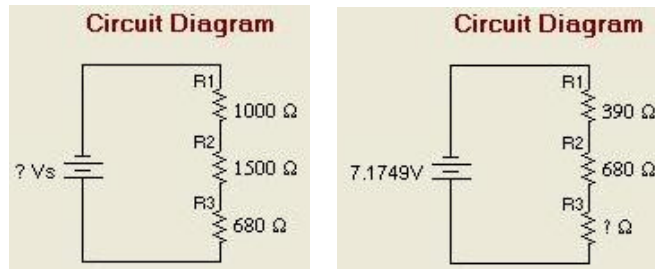 Circuit Diagram
R1
1000 Ω
R2
? Vs
1500 Ω
R3
680 Ω
Circuit Diagram
R1
390 Ω
R2
7.1749V
680 Ω
R3
? Ω